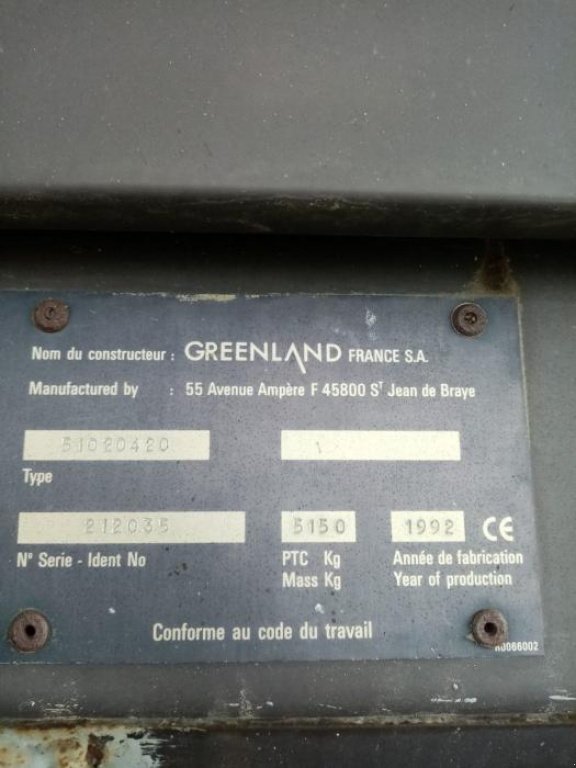 Nom du constructeur : GREENLAND FRANCE S.A.
Manufactured by : 55 Avenue Ampère F 45800 Sᵀ Jean de Braye
51020420 1
Type
212035 5150 1992 CE
N° Serie - Ident No PTC Kg Année de fabrication
Mass Kg Year of production
Conforme au code du travail
R0066002